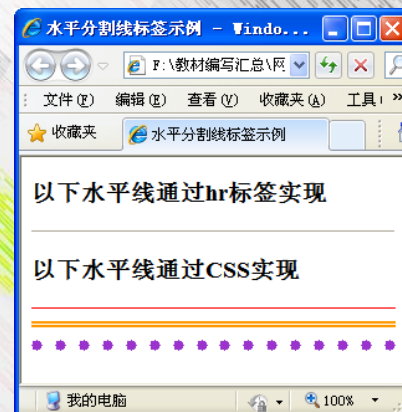 水平分割线标签示例 - Windo...
F:\教材编写汇总\网
文件(F) 编辑(E) 查看(V) 收藏夹(A) 工具 »
收藏夹 水平分割线标签示例
以下水平线通过hr标签实现
以下水平线通过CSS实现
我的电脑 100%